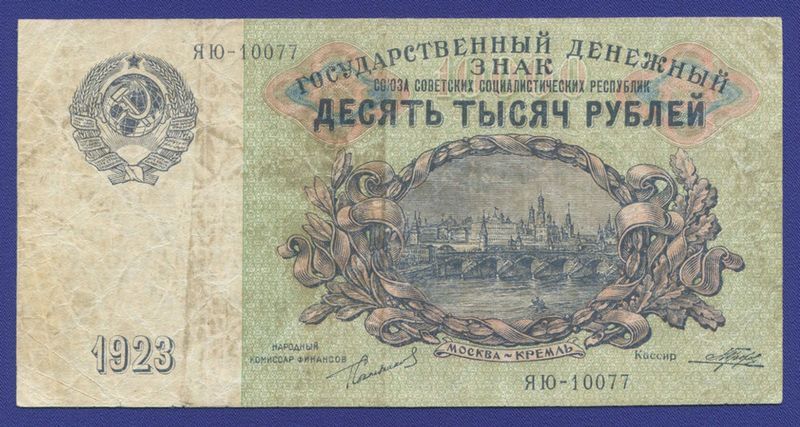 ЯЮ-10077
ГОСУДАРСТВЕННЫЙ ДЕНЕЖНЫЙ
ЗНАК
СОЮЗА СОВЕТСКИХ СОЦИАЛИСТИЧЕСКИХ РЕСПУБЛИК
ДЕСЯТЬ ТЫСЯЧ РУБЛЕЙ
1923
НАРОДНЫЙ
КОМИССАР ФИНАНСОВ
МОСКВА~КРЕМЛЬ
Кассир
ЯЮ-10077